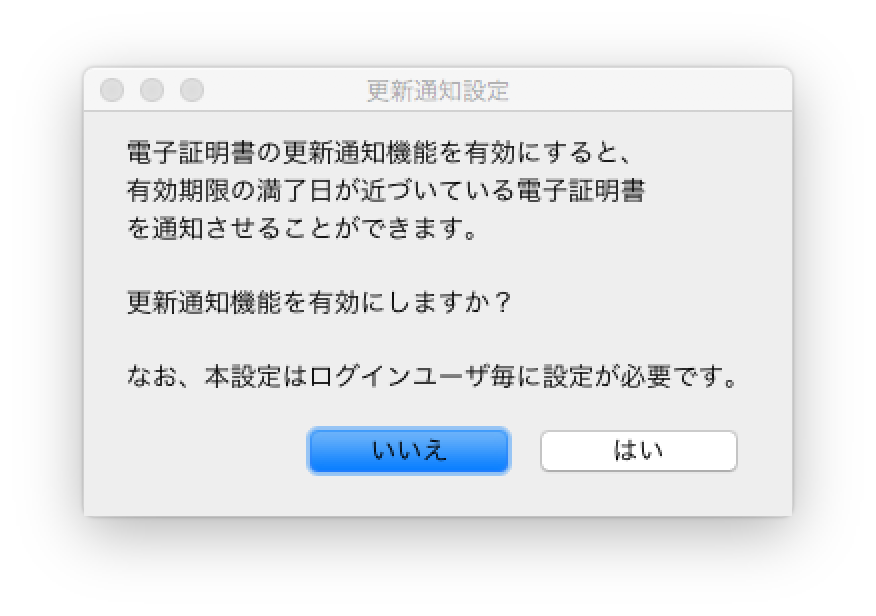 更新通知設定
電子証明書の更新通知機能を有効にすると、
有効期限の満了日が近づいている電子証明書
を通知させることができます。
更新通知機能を有効にしますか？
なお、本設定はログインユーザ毎に設定が必要です。
いいえ
はい